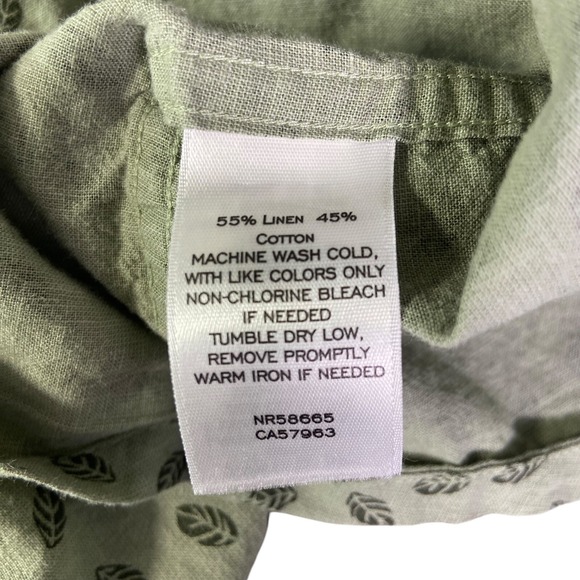 55% Linen 45%
Cotton
MACHINE WASH COLD,
WITH LIKE COLORS ONLY
NON-CHLORINE BLEACH
IF NEEDED
TUMBLE DRY LOW,
REMOVE PROMPTLY
WARM IRON IF NEEDED
NR58665
CA57963